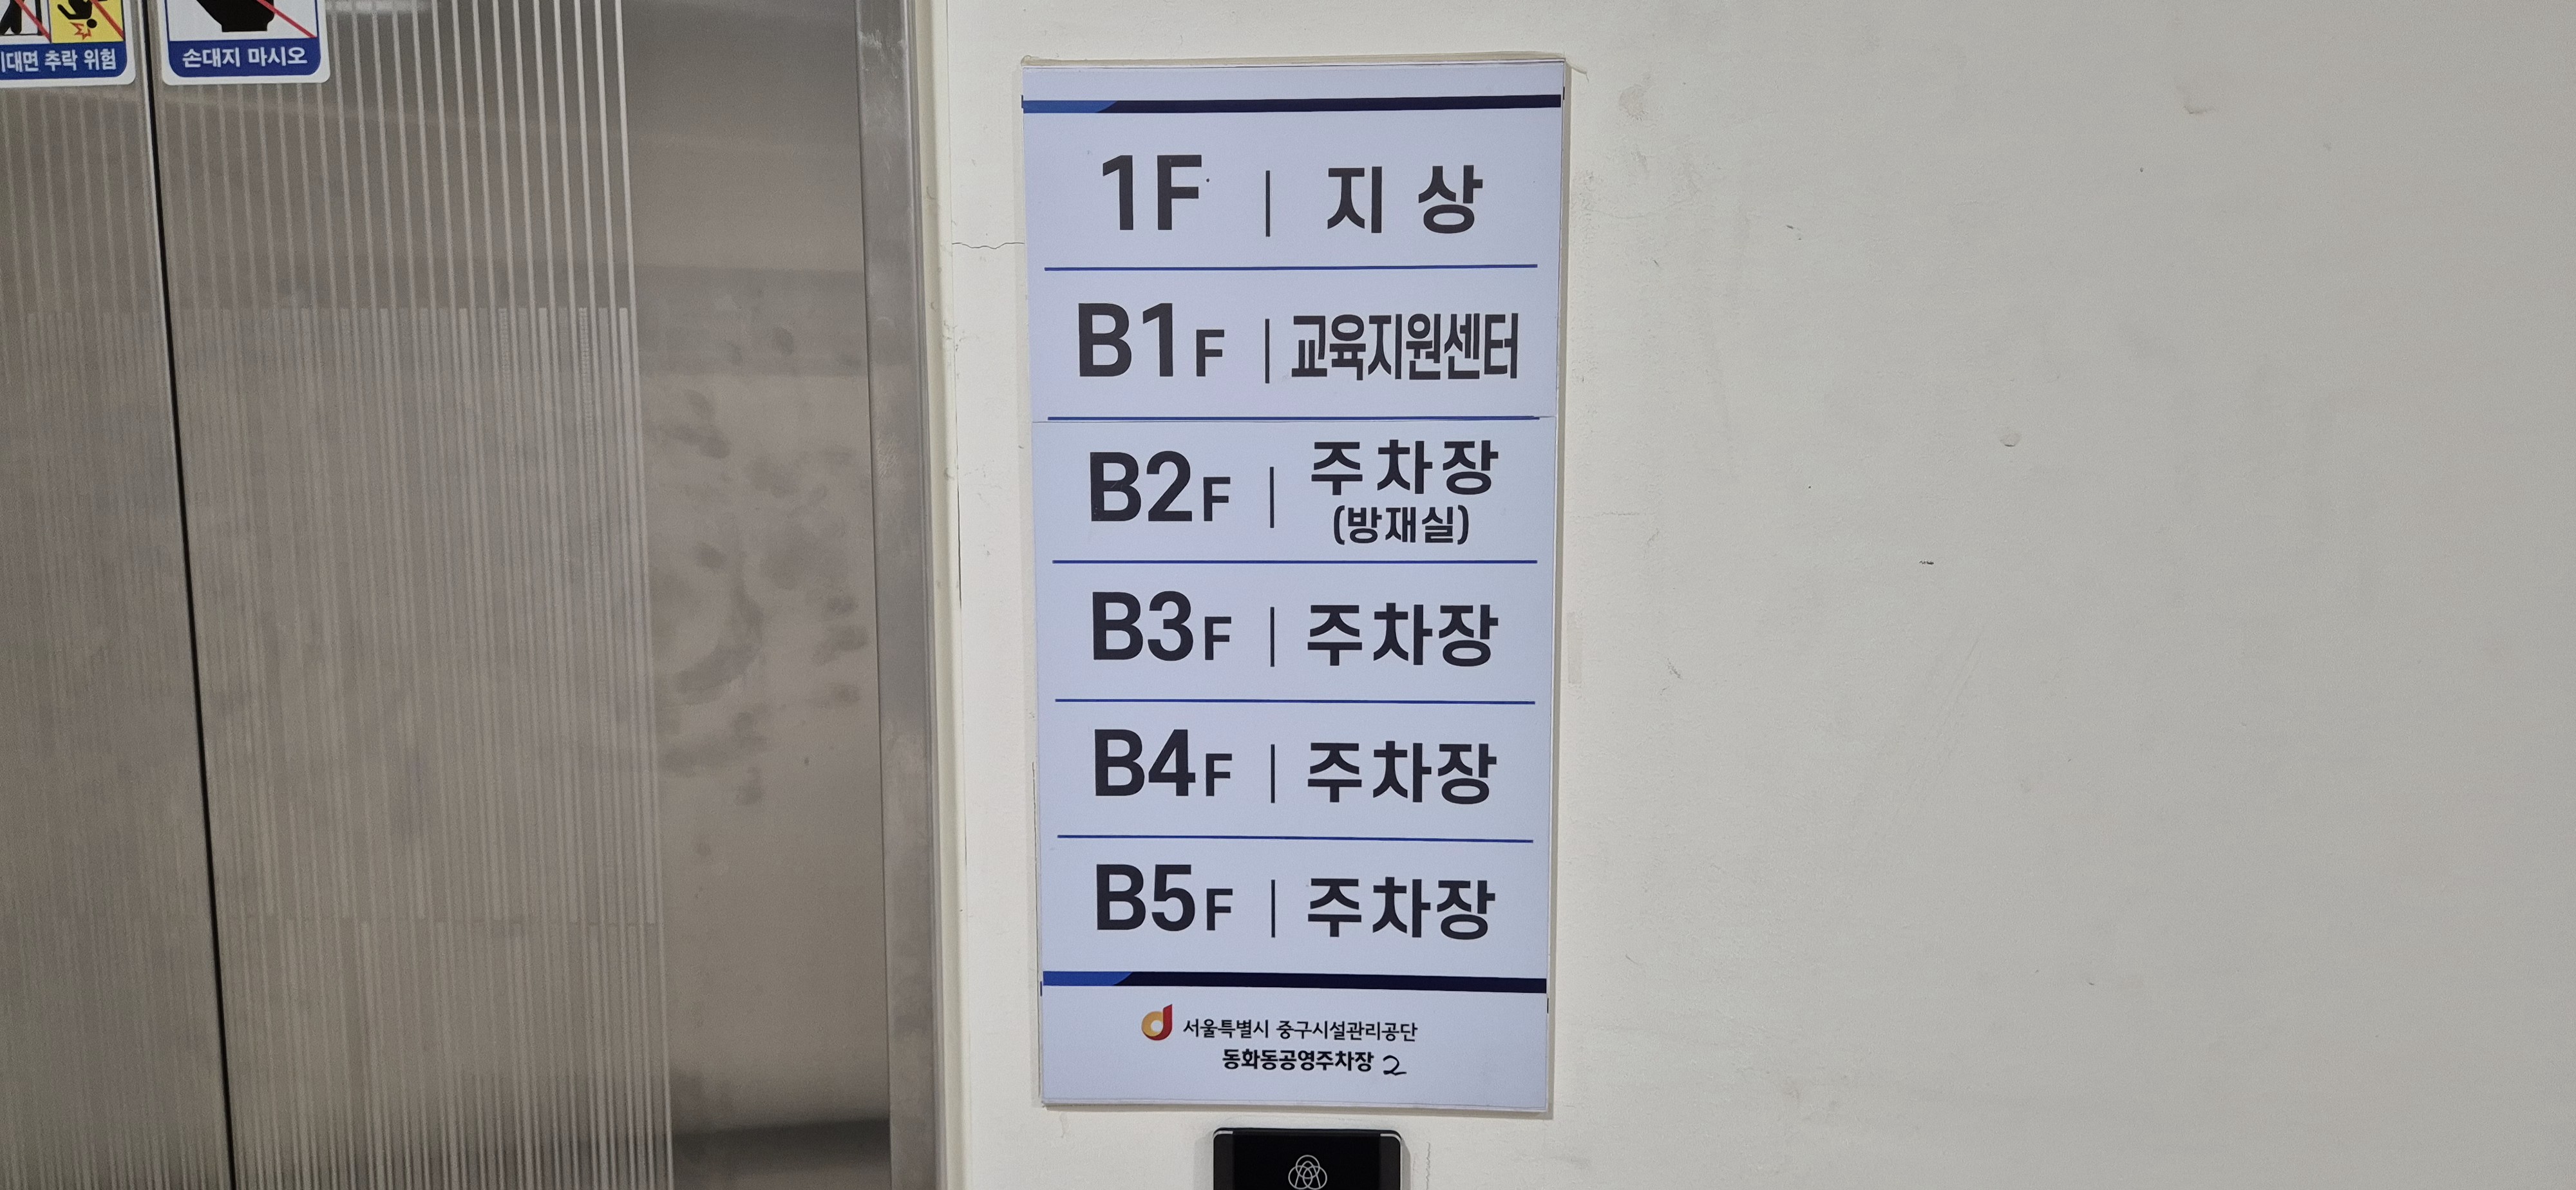 기대면 추락 위험
손대지 마시오
1F | 지 상
B1F | 교육지원센터
B2F | 주차장
(방재실)
B3F | 주차장
B4F | 주차장
B5F | 주차장
서울특별시 중구시설관리공단
동화동공영주차장 2